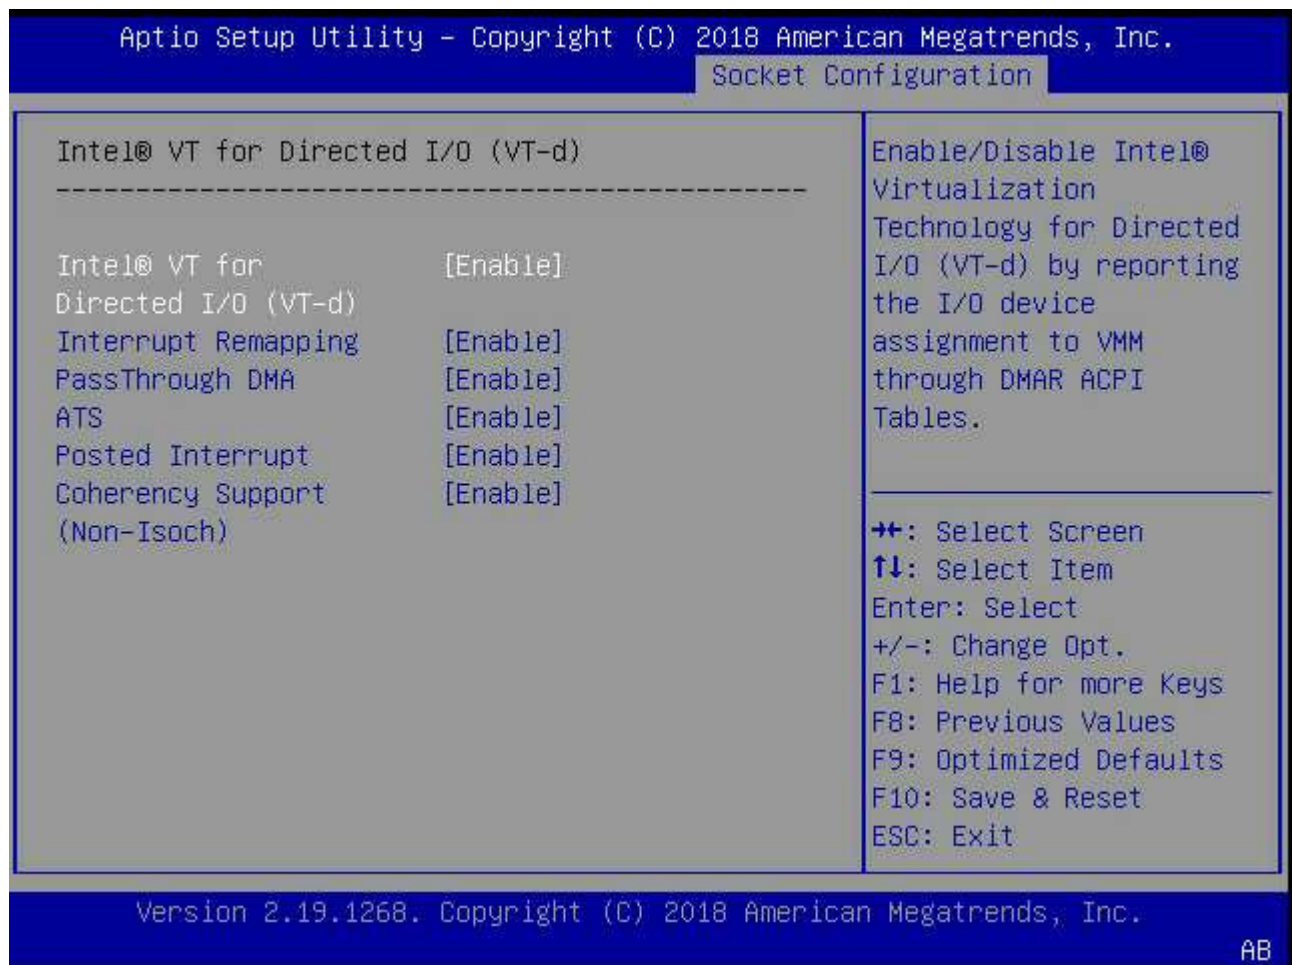 Aptio Setup Utility – Copyright (C) 2018 American Megatrends, Inc.
Socket Configuration
Intel® VT for Directed I/O (VT-d)
-----------------------------------------------
Intel® VT for [Enable]
Directed I/O (VT-d)
Interrupt Remapping [Enable]
PassThrough DMA [Enable]
ATS [Enable]
Posted Interrupt [Enable]
Coherency Support [Enable]
(Non-Isoch)
Enable/Disable Intel®
Virtualization
Technology for Directed
I/O (VT-d) by reporting
the I/O device
assignment to VMM
through DMAR ACPI
Tables.
→←: Select Screen
↑↓: Select Item
Enter: Select
+/-: Change Opt.
F1: Help for more Keys
F8: Previous Values
F9: Optimized Defaults
F10: Save & Reset
ESC: Exit
Version 2.19.1268. Copyright (C) 2018 American Megatrends, Inc.
AB